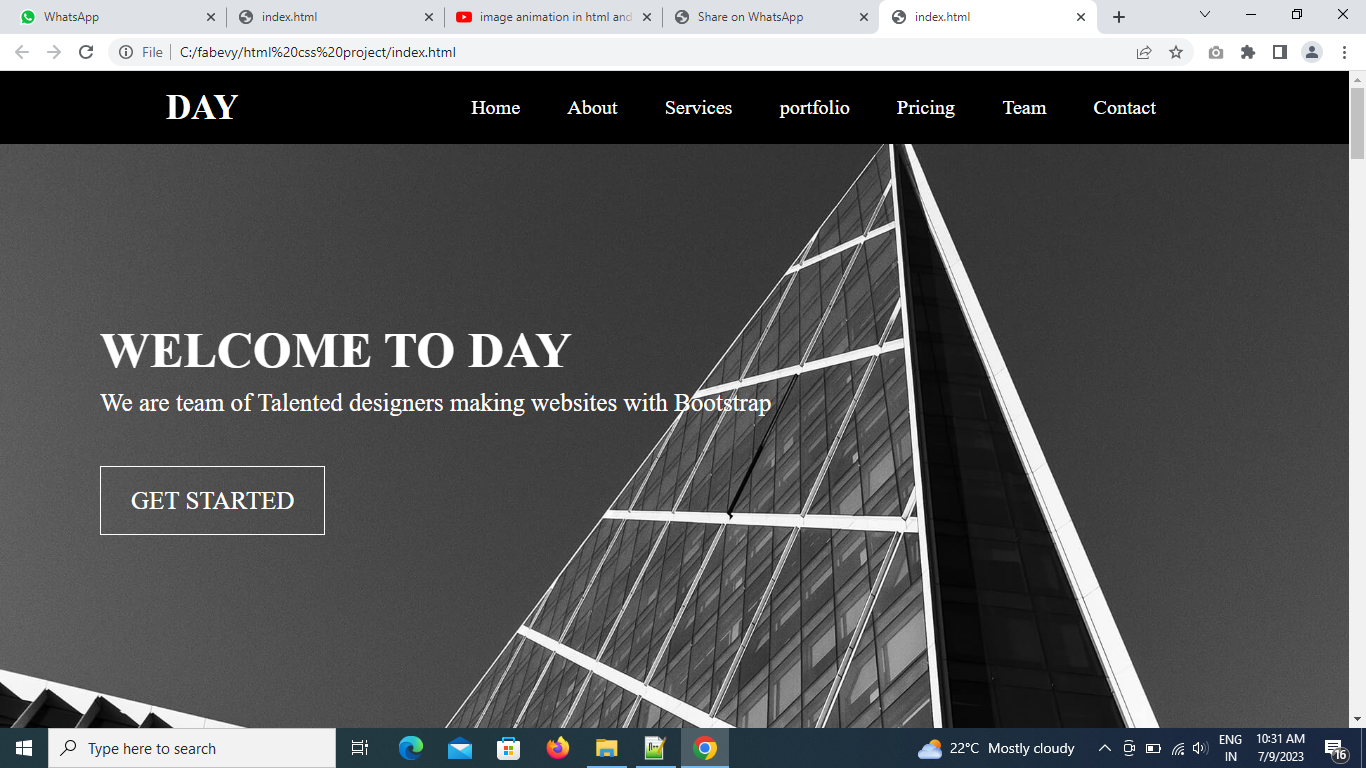 WhatsApp
index.html
image animation in html and
Share on WhatsApp
index.html
File
C:/fabevy/html%20css%20project/index.html
DAY
Home About Services portfolio Pricing Team Contact
WELCOME TO DAY
We are team of Talented designers making websites with Bootstrap
GET STARTED
Type here to search
22°C Mostly cloudy
ENG
IN
10:31 AM
7/9/2023
16